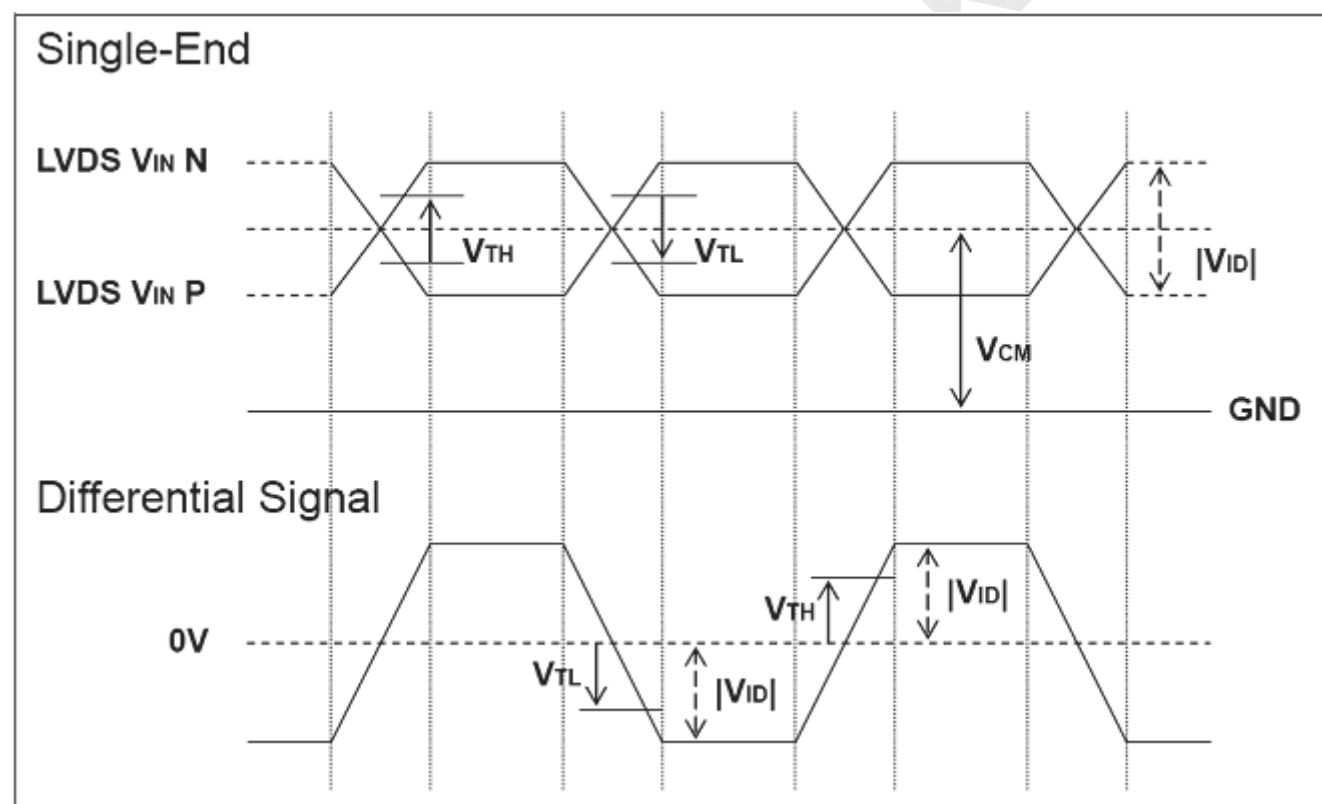 Single-End
LVDS VIN N
VTH
VTL
|VID|
LVDS VIN P
VCM
GND
Differential Signal
VTH
|VID|
0V
VTL
|VID|